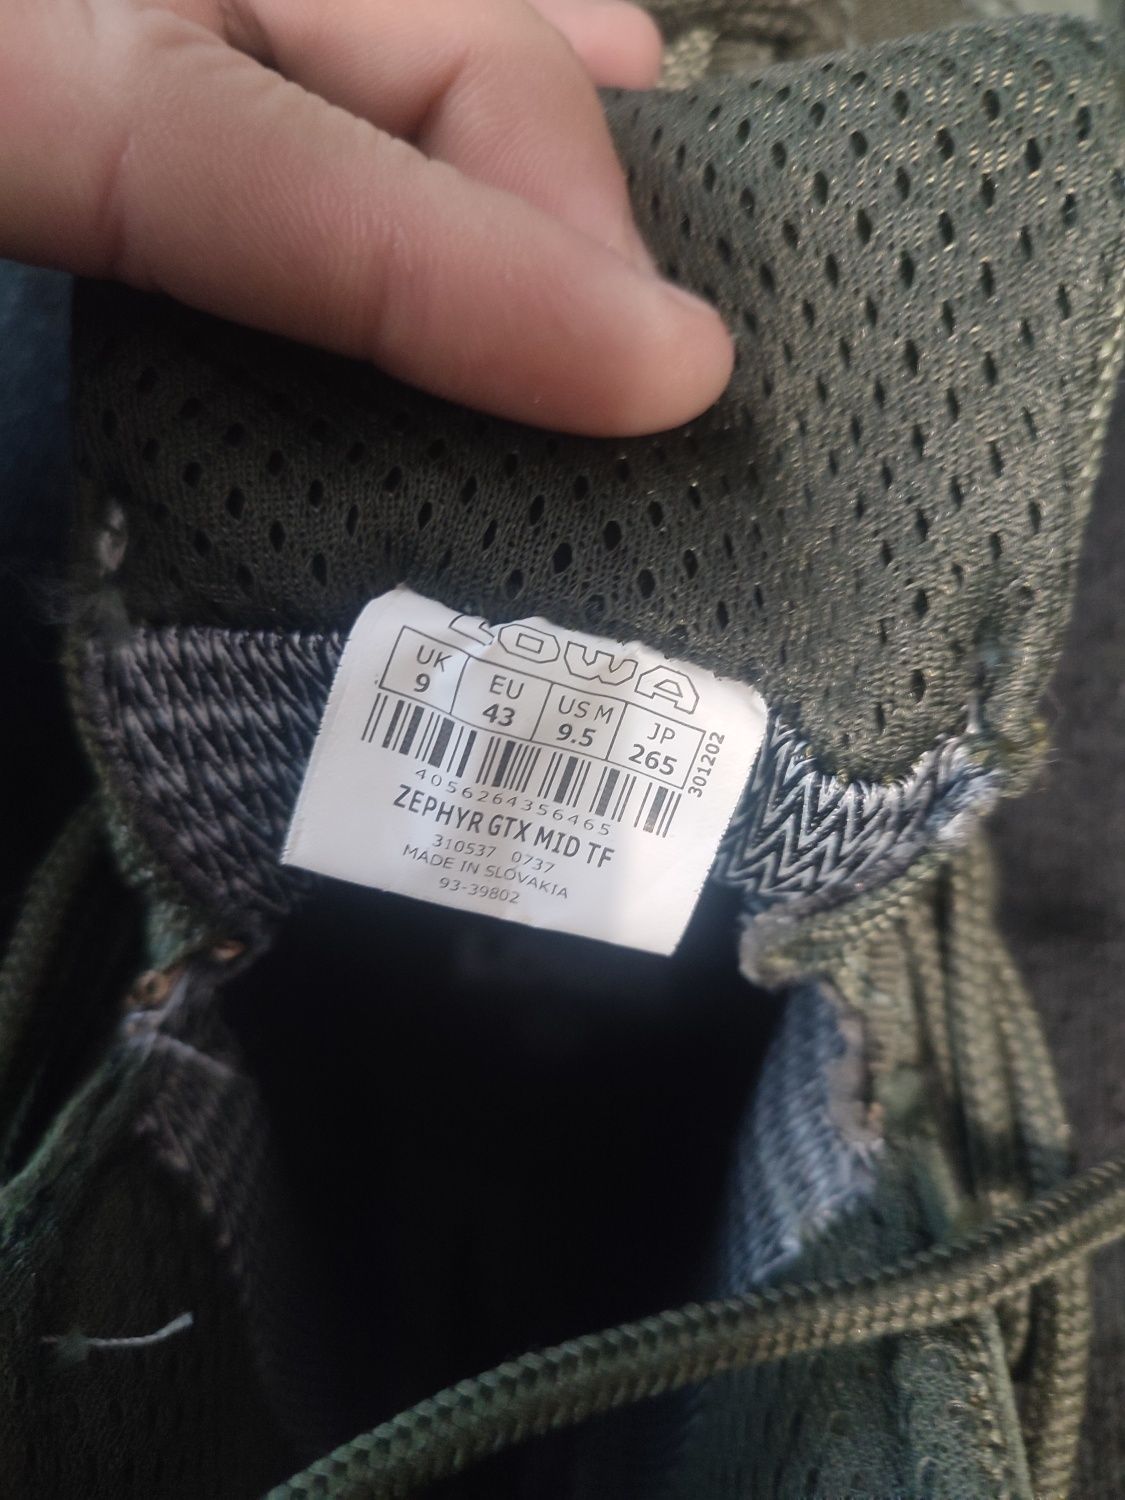 LOWA
UK EU US M JP
9 43 9.5 265
301202
4056264356465
ZEPHYR GTX MID TF
310537 0737
MADE IN SLOVAKIA
93-39802